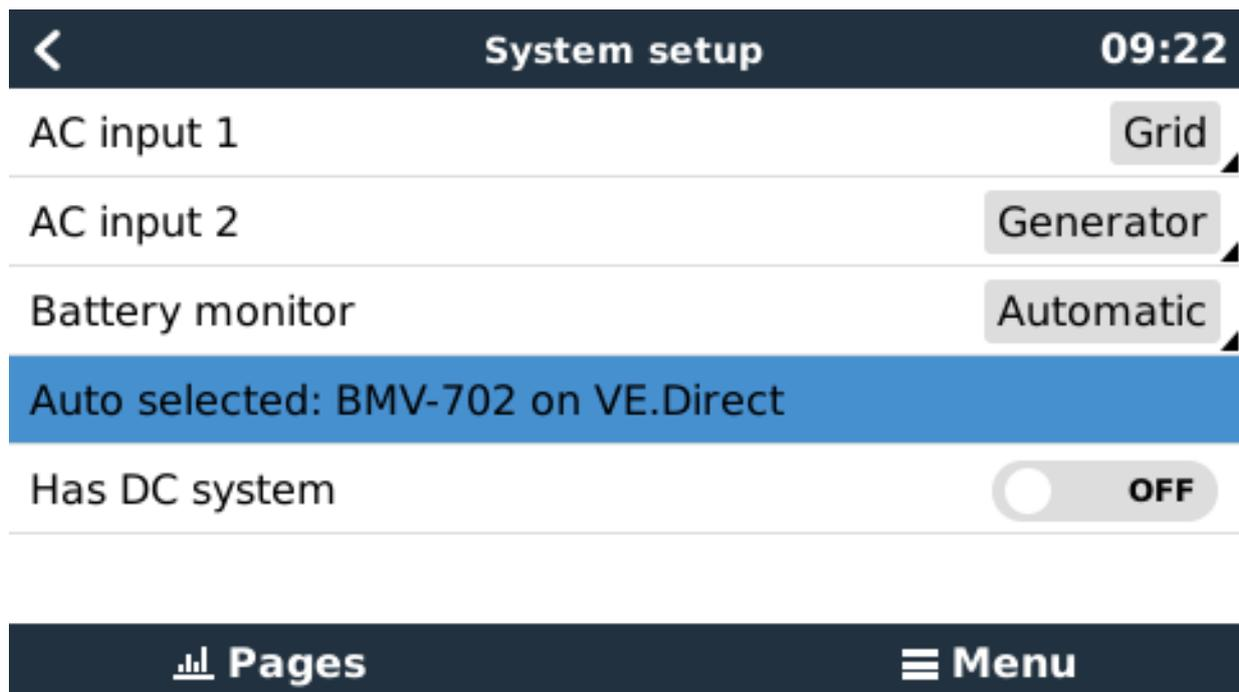 System setup 09:22
AC input 1 Grid
AC input 2 Generator
Battery monitor Automatic
Auto selected: BMV-702 on VE.Direct
Has DC system OFF
Pages Menu